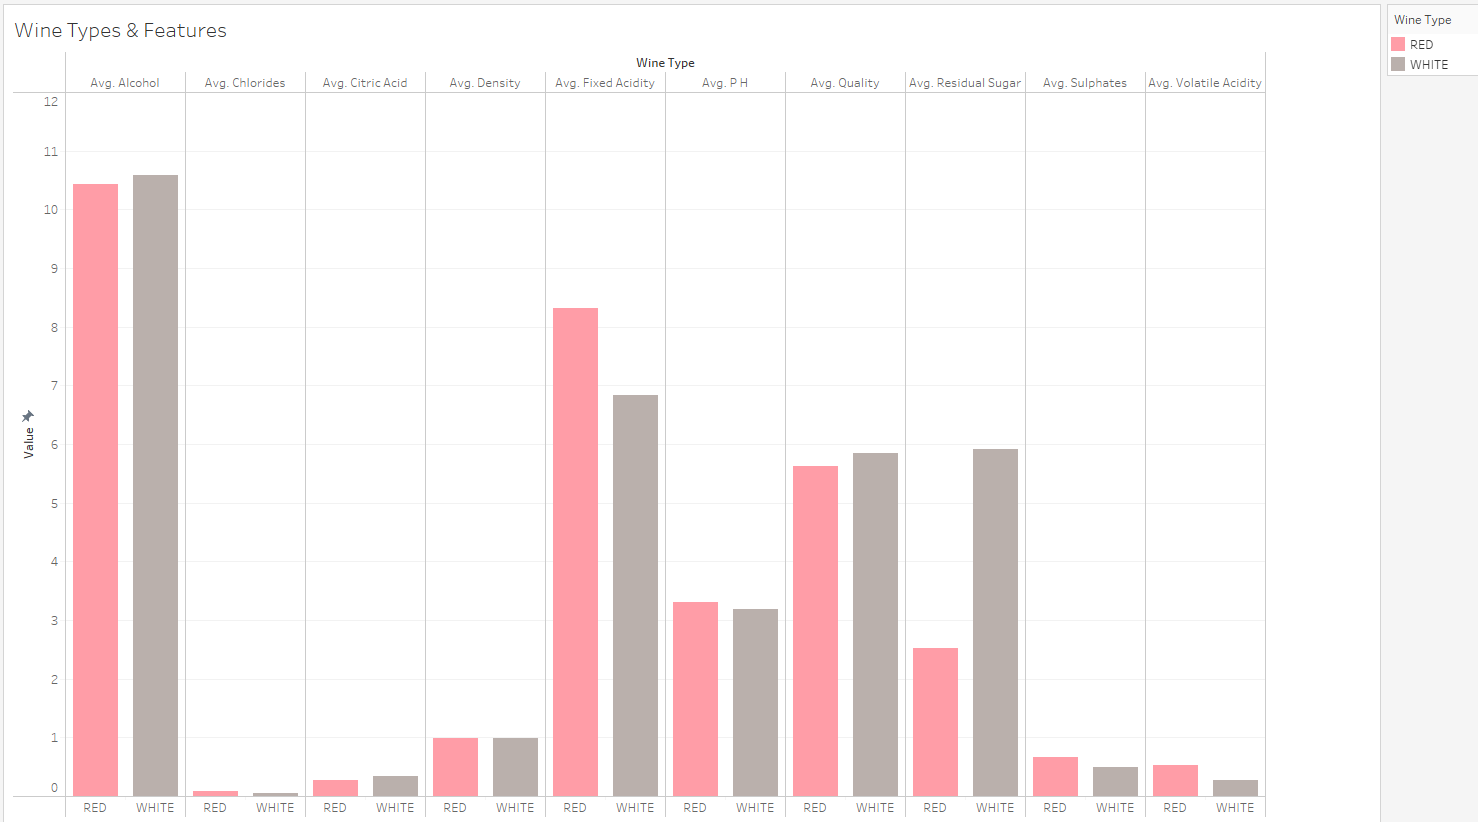 Wine Types & Features
Wine Type
Avg. Alcohol Avg. Chlorides Avg. Citric Acid Avg. Density Avg. Fixed Acidity Avg. P H Avg. Quality Avg. Residual Sugar Avg. Sulphates Avg. Volatile Acidity
12
11
10
9
8
7
6
5
4
3
2
1
0
Value
RED WHITE RED WHITE RED WHITE RED WHITE RED WHITE RED WHITE RED WHITE RED WHITE RED WHITE RED WHITE
Wine Type
RED
WHITE